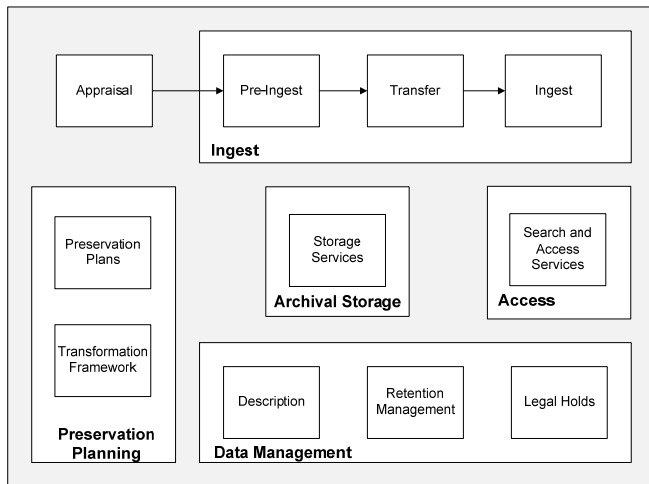 Appraisal
Pre-Ingest
Transfer
Ingest
Ingest
Preservation
Plans
Transformation
Framework
Preservation
Planning
Storage
Services
Archival Storage
Search and
Access
Services
Access
Description
Retention
Management
Legal Holds
Data Management